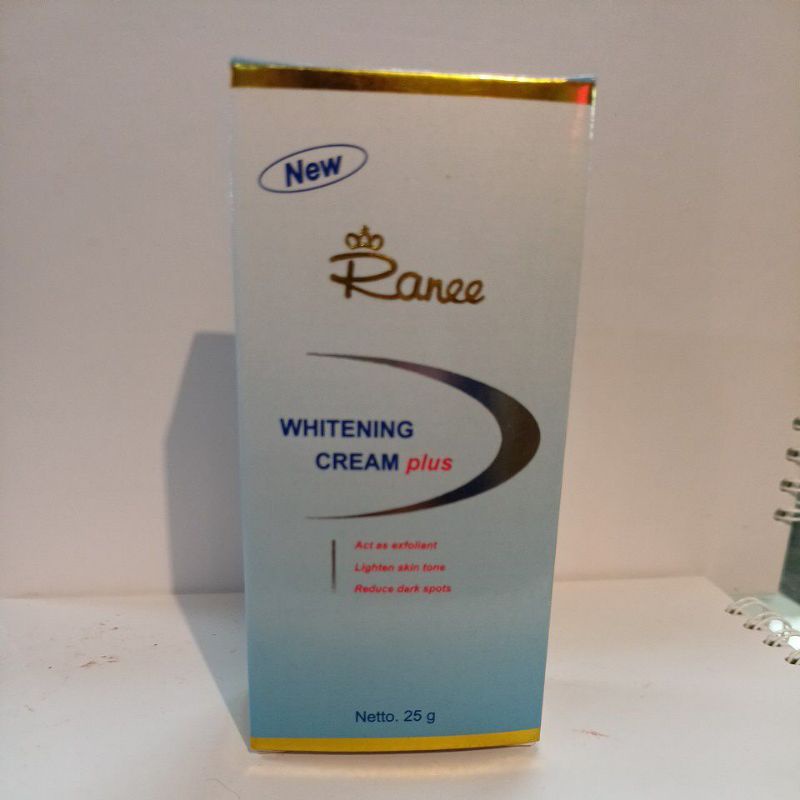 New
Ranee
WHITENING
CREAM plus
Act as exfoliant
Lighten skin tone
Reduce dark spots
Netto. 25 g